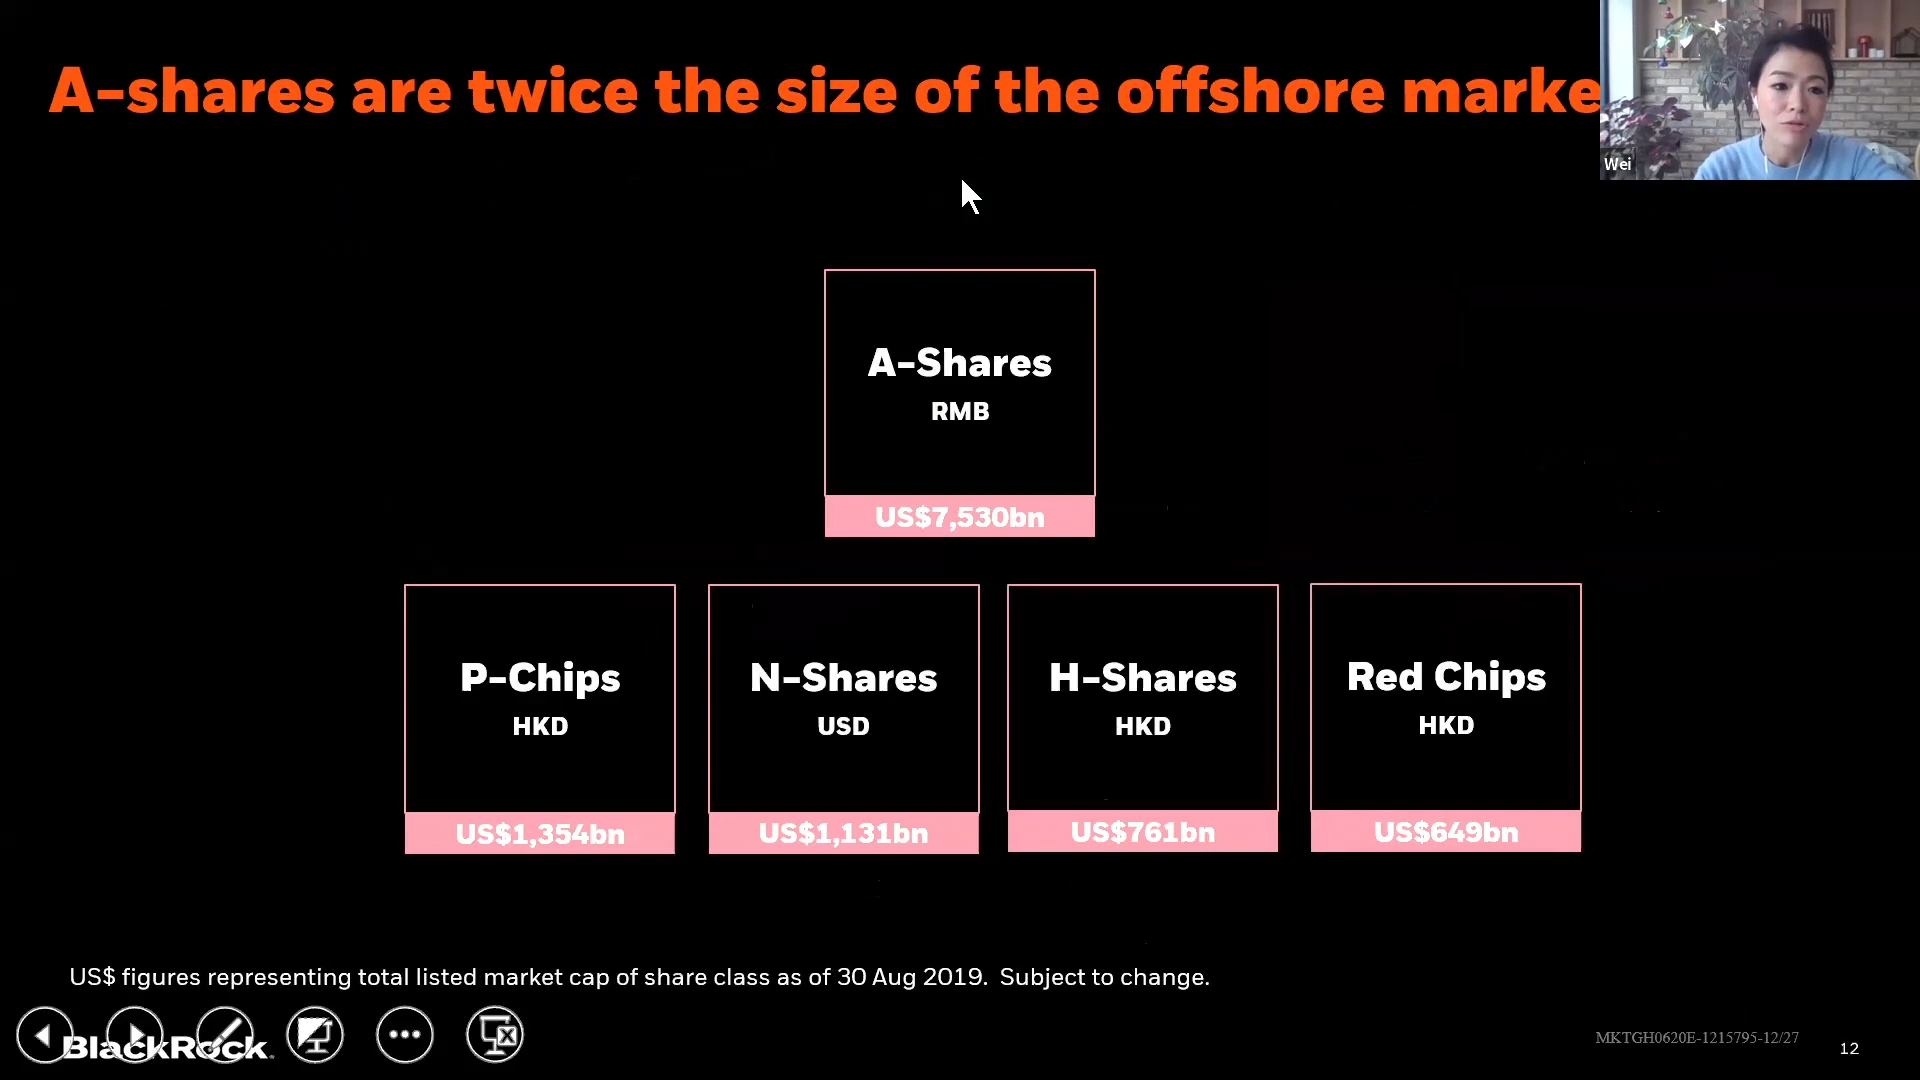 A-shares are twice the size of the offshore marke
Wei
A-Shares
RMB
US$7,530bn
P-Chips
HKD
US$1,354bn
N-Shares
USD
US$1,131bn
H-Shares
HKD
US$761bn
Red Chips
HKD
US$649bn
US$ figures representing total listed market cap of share class as of 30 Aug 2019. Subject to change.
BlackRock.
MKTGH0620E-1215795-12/27
12